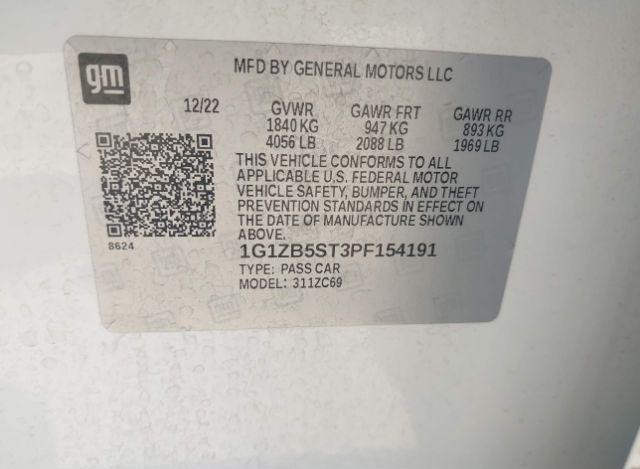 gm
MFD BY GENERAL MOTORS LLC
12/22 GVWR GAWR FRT GAWR RR
1840 KG 947 KG 893 KG
4056 LB 2088 LB 1969 LB
THIS VEHICLE CONFORMS TO ALL
APPLICABLE U.S. FEDERAL MOTOR
VEHICLE SAFETY, BUMPER, AND THEFT
PREVENTION STANDARDS IN EFFECT ON
THE DATE OF MANUFACTURE SHOWN
ABOVE.
8624
1G1ZB5ST3PF154191
TYPE: PASS CAR
MODEL: 311ZC69